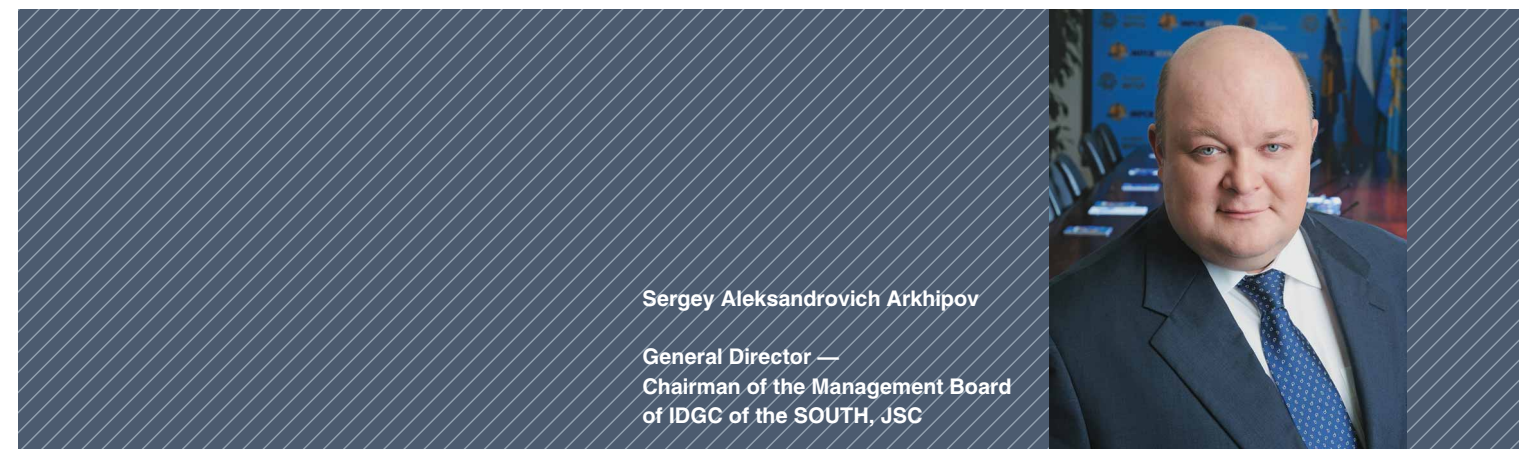 Sergey Aleksandrovich Arkhipov
General Director —
Chairman of the Management Board
of IDGC of the SOUTH, JSC